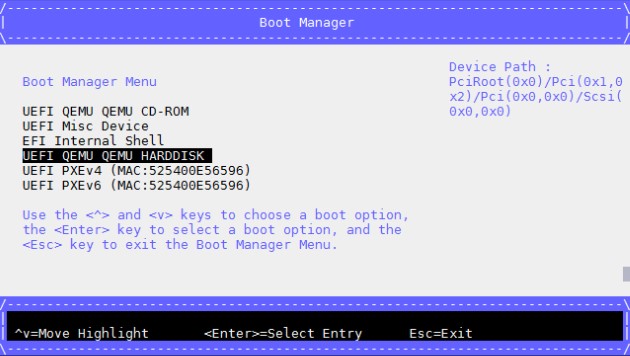 Boot Manager
Device Path :
Boot Manager Menu
PciRoot(0x0)/Pci(0x1,0
x2)/Pci(0x0,0x0)/Scsi(
0x0,0x0)
UEFI QEMU QEMU CD-ROM
UEFI Misc Device
EFI Internal Shell
UEFI QEMU QEMU HARDDISK
UEFI PXEv4 (MAC:525400E56596)
UEFI PXEv6 (MAC:525400E56596)
Use the <^> and <v> keys to choose a boot option,
the <Enter> key to select a boot option, and the
<Esc> key to exit the Boot Manager Menu.
^v=Move Highlight <Enter>=Select Entry Esc=Exit